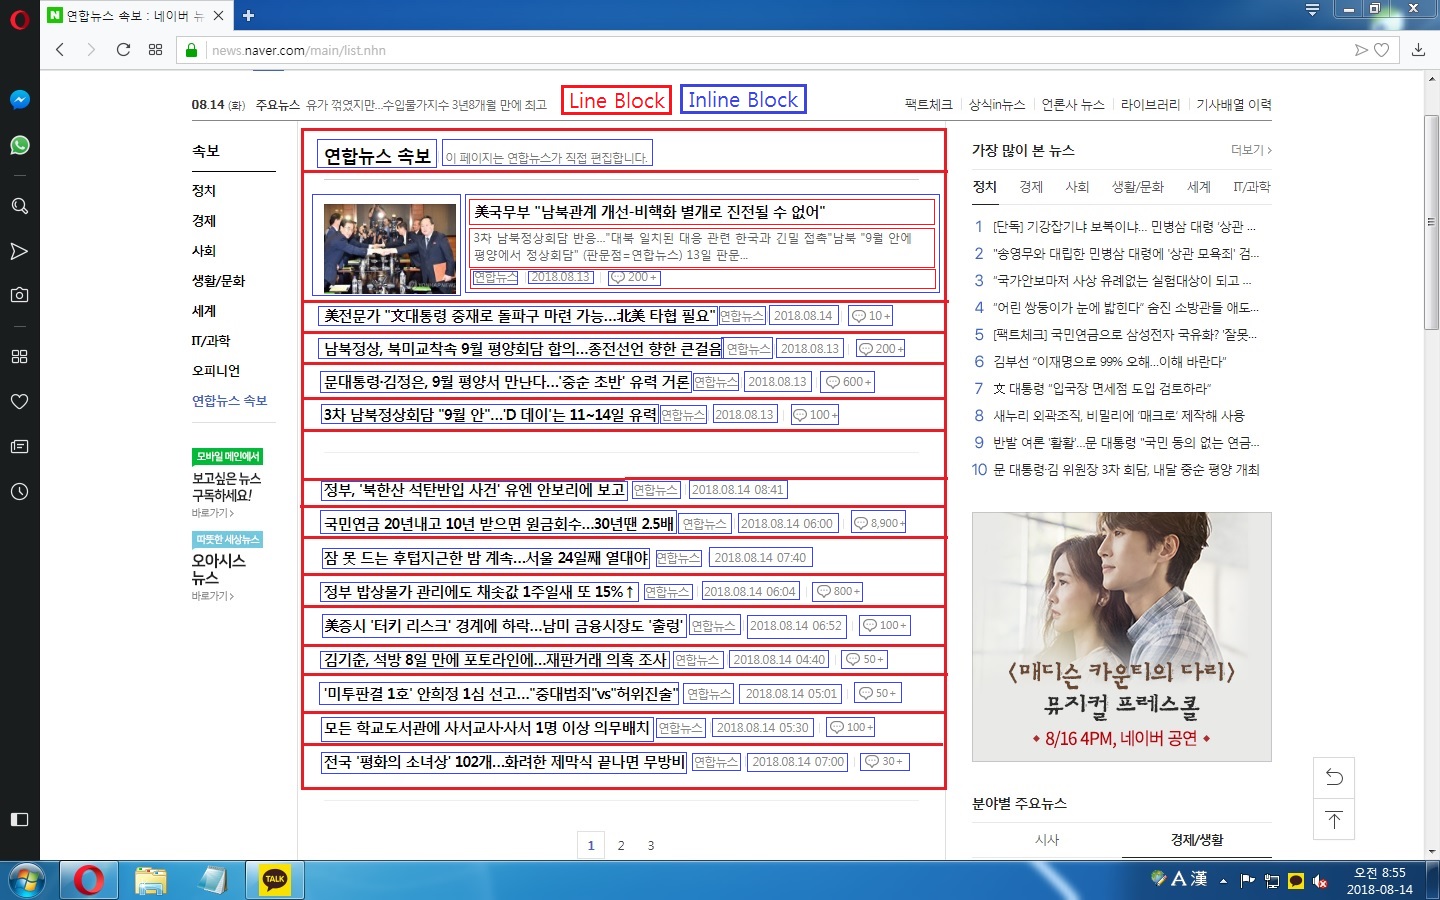 연합뉴스 속보 : 네이버 뉴
news.naver.com/main/list.nhn
08.14 (화) 주요뉴스 유가 꺾였지만...수입물가지수 3년8개월 만에 최고
Line Block
Inline Block
팩트체크
상식in뉴스
언론사 뉴스
라이브러리
기사배열 이력
속보
정치
경제
사회
생활/문화
세계
IT/과학
오피니언
연합뉴스 속보
모바일 메인에서
보고싶은 뉴스
구독하세요!
바로가기 >
따뜻한 세상뉴스
오아시스
뉴스
바로가기 >
연합뉴스 속보 이 페이지는 연합뉴스가 직접 편집합니다.
美국무부 "남북관계 개선-비핵화 별개로 진전될 수 없어"
3차 남북정상회담 반응..."대북 일치된 대응 관련 한국과 긴밀 접촉"남북 "9월 안에
평양에서 정상회담" (판문점=연합뉴스) 13일 판문...
연합뉴스 2018.08.13 200+
美전문가 "文대통령 중재로 돌파구 마련 가능...北美 타협 필요" 연합뉴스 2018.08.14 10+
남북정상, 북미교착속 9월 평양회담 합의...종전선언 향한 큰걸음 연합뉴스 2018.08.13 200+
문대통령·김정은, 9월 평양서 만난다...'중순 초반' 유력 거론 연합뉴스 2018.08.13 600+
3차 남북정상회담 "9월 안"...'D 데이'는 11~14일 유력 연합뉴스 2018.08.13 100+
정부, '북한산 석탄반입 사건' 유엔 안보리에 보고 연합뉴스 2018.08.14 08:41
국민연금 20년내고 10년 받으면 원금회수...30년땐 2.5배 연합뉴스 2018.08.14 06:00 8,900+
잠 못 드는 후텁지근한 밤 계속...서울 24일째 열대야 연합뉴스 2018.08.14 07:40
정부 밥상물가 관리에도 채솟값 1주일새 또 15%↑ 연합뉴스 2018.08.14 06:04 800+
美증시 '터키 리스크' 경계에 하락...남미 금융시장도 '출렁' 연합뉴스 2018.08.14 06:52 100+
김기춘, 석방 8일 만에 포토라인에...재판거래 의혹 조사 연합뉴스 2018.08.14 04:40 50+
'미투판결 1호' 안희정 1심 선고..."중대범죄"vs"허위진술" 연합뉴스 2018.08.14 05:01 50+
모든 학교도서관에 사서교사·사서 1명 이상 의무배치 연합뉴스 2018.08.14 05:30 100+
전국 '평화의 소녀상' 102개...화려한 제막식 끝나면 무방비 연합뉴스 2018.08.14 07:00 30+
1 2 3
가장 많이 본 뉴스 더보기 >
정치 경제 사회 생활/문화 세계 IT/과학
1 [단독] 기강잡기냐 보복이냐... 민병삼 대령 '상관 ...
2 "송영무와 대립한 민병삼 대령에 '상관 모욕죄' 검...
3 "국가안보마저 사상 유례없는 실험대상이 되고 ...
4 "어린 쌍둥이가 눈에 밟힌다" 숨진 소방관들 애도...
5 [팩트체크] 국민연금으로 삼성전자 국유화? '잘못...
6 김부선 "이재명으로 99% 오해...이해 바란다"
7 文 대통령 "입국장 면세점 도입 검토하라"
8 새누리 외곽조직, 비밀리에 '매크로' 제작해 사용
9 반발 여론 '활활'...문 대통령 "국민 동의 없는 연금...
10 문 대통령·김 위원장 3차 회담, 내달 중순 평양 개최
<매디슨 카운티의 다리>
뮤지컬 프레스콜
8/16 4PM, 네이버 공연
분야별 주요뉴스
시사 경제/생활
TALK
A 漢
오전 8:55
2018-08-14